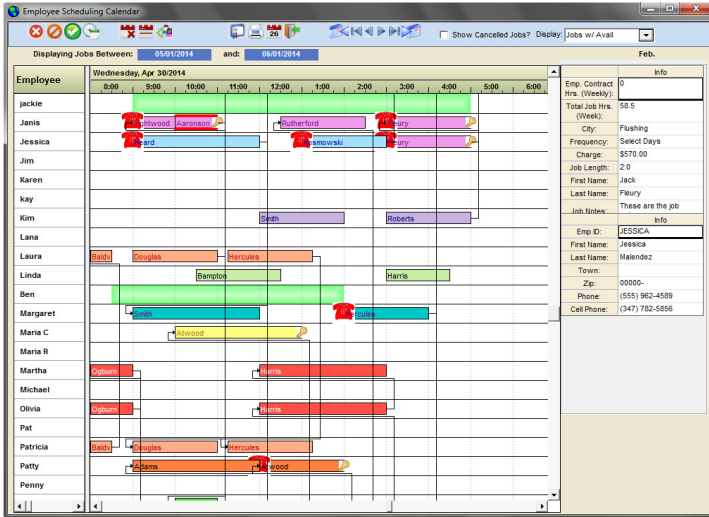 Employee Scheduling Calendar
26
Show Cancelled Jobs? Display: Jobs w/ Avail
Displaying Jobs Between: 05/01/2014 and: 06/01/2014 Feb.
Employee
Wednesday, Apr 30/2014
8:00 9:00 10:00 11:00 12:00 1:00 2:00 3:00 4:00 5:00 6:00
jackie
Janis Aaronson Rutherford
Jessica
Jim
Karen
kay
Kim Smith Roberts
Lana
Laura Baldv Douglas Hercules
Linda Bampton Harris
Ben
Margaret Smith
Maria C Atwood
Maria R
Martha Ogburn Harris
Michael
Olivia Ogburn Harris
Pat
Patricia Baldv Douglas Hercules
Patty Adams
Penny
Info
Emp. Contract Hrs. (Weekly): 0
Total Job Hrs. (Week): 58.5
City: Flushing
Frequency: Select Days
Charge: $570.00
Job Length: 2.0
First Name: Jack
Last Name: Fleury
Job Notes: These are the job
Info
Emp ID: JESSICA
First Name: Jessica
Last Name: Malendez
Town:
Zip: 00000-
Phone: (555) 962-4589
Cell Phone: (347) 782-5856